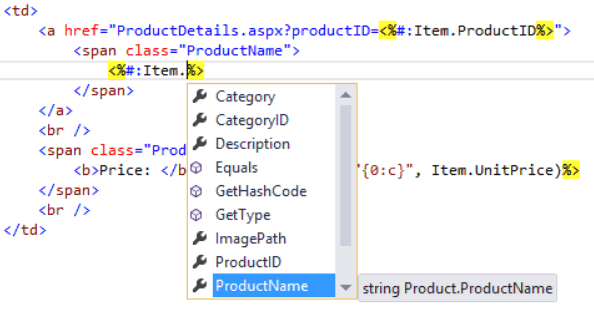 <td>
<a href="ProductDetails.aspx?productID=<%#:Item.ProductID%>">
<span class="ProductName">
<%#:Item.%>
</span>
</a>
<br />
<span class="Prod
<b>Price: </b
"{0:c}", Item.UnitPrice)%>
</span>
<br />
</td>
Category
CategoryID
Description
Equals
GetHashCode
GetType
ImagePath
ProductID
ProductName
string Product.ProductName